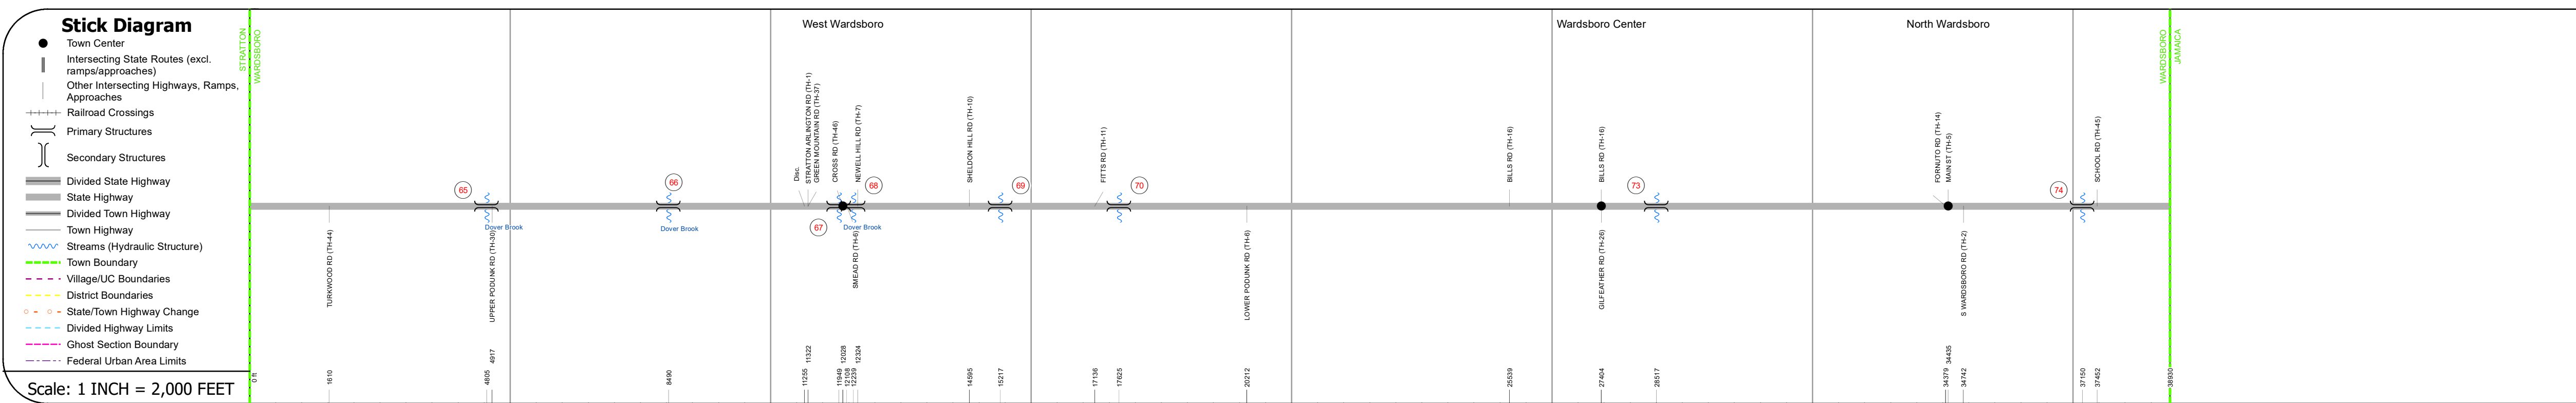 Stick Diagram
Town Center
Intersecting State Routes (excl.
ramps/approaches)
Other Intersecting Highways, Ramps,
Approaches
Railroad Crossings
Primary Structures
Secondary Structures
Divided State Highway
State Highway
Divided Town Highway
Town Highway
Streams (Hydraulic Structure)
Town Boundary
Village/UC Boundaries
District Boundaries
State/Town Highway Change
Divided Highway Limits
Ghost Section Boundary
Federal Urban Area Limits
Scale: 1 INCH = 2,000 FEET
STRATTON
WARDSBORO
West Wardsboro
Wardsboro Center
North Wardsboro
WARDSBORO
JAMAICA
Disc.
STRATTON ARLINGTON RD (TH-1)
GREEN MOUNTAIN RD (TH-37)
CROSS RD (TH-46)
NEWELL HILL RD (TH-7)
SHELDON HILL RD (TH-10)
FITTS RD (TH-11)
BILLS RD (TH-16)
BILLS RD (TH-16)
FORNUTO RD (TH-14)
MAIN ST (TH-5)
SCHOOL RD (TH-45)
65
66
67
68
69
70
73
74
Dover Brook
Dover Brook
Dover Brook
TURKWOOD RD (TH-44)
UPPER PODUNK RD (TH-30)
SMEAD RD (TH-6)
LOWER PODUNK RD (TH-6)
GILFEATHER RD (TH-26)
S WARDSBORO RD (TH-2)
0 ft
1610
4805
4917
8490
11255
11322
11949
12028
12108
12239
12324
14595
15217
17136
17625
20212
25539
27404
28517
34379
34435
34742
37150
37452
38930